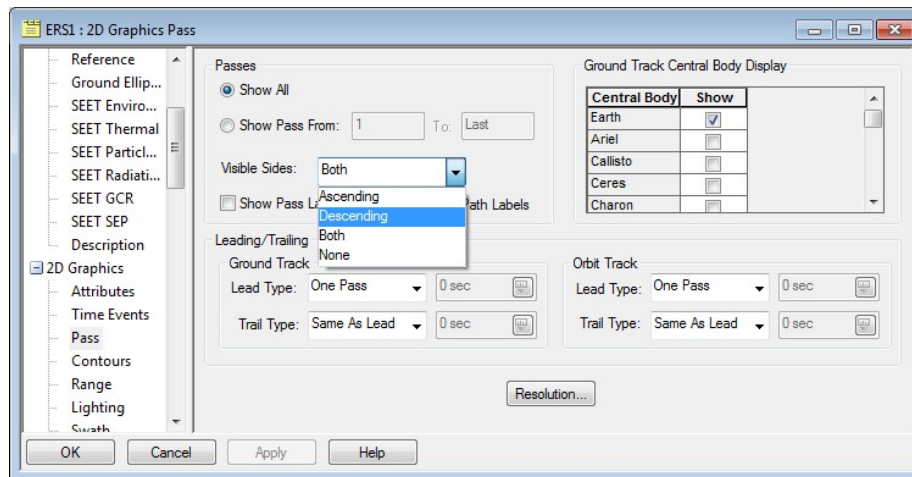 ERS1 : 2D Graphics Pass
Reference
Ground Ellip...
SEET Enviro...
SEET Thermal
SEET Particl...
SEET Radiati...
SEET GCR
SEET SEP
Description
2D Graphics
Attributes
Time Events
Pass
Contours
Range
Lighting
Swath
Passes
Show All
Show Pass From: 1 To: Last
Visible Sides: Both
Ascending
Descending
Both
None
Show Pass La
Path Labels
Ground Track Central Body Display
Central Body Show
Earth
Ariel
Callisto
Ceres
Charon
Leading/Trailing
Ground Track
Lead Type: One Pass 0 sec
Trail Type: Same As Lead 0 sec
Orbit Track
Lead Type: One Pass 0 sec
Trail Type: Same As Lead 0 sec
Resolution...
OK Cancel Apply Help